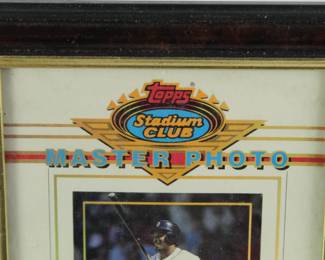 Topps
Stadium
CLUB
MASTER PHOTO